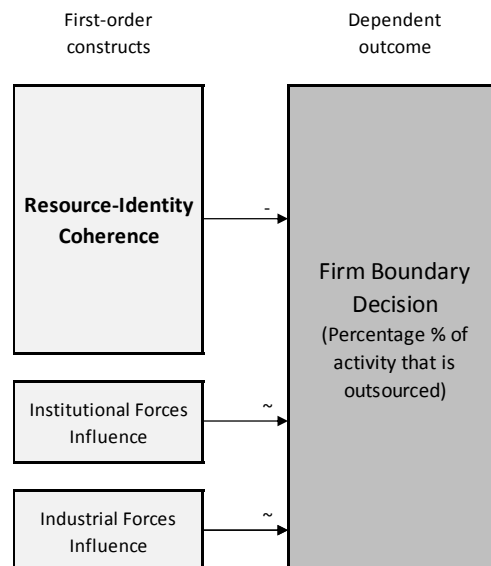 First-order
constructs
Dependent
outcome
Resource-Identity
Coherence
-
Firm Boundary
Decision
(Percentage % of
activity that is
outsourced)
Institutional Forces
Influence
~
Industrial Forces
Influence
~